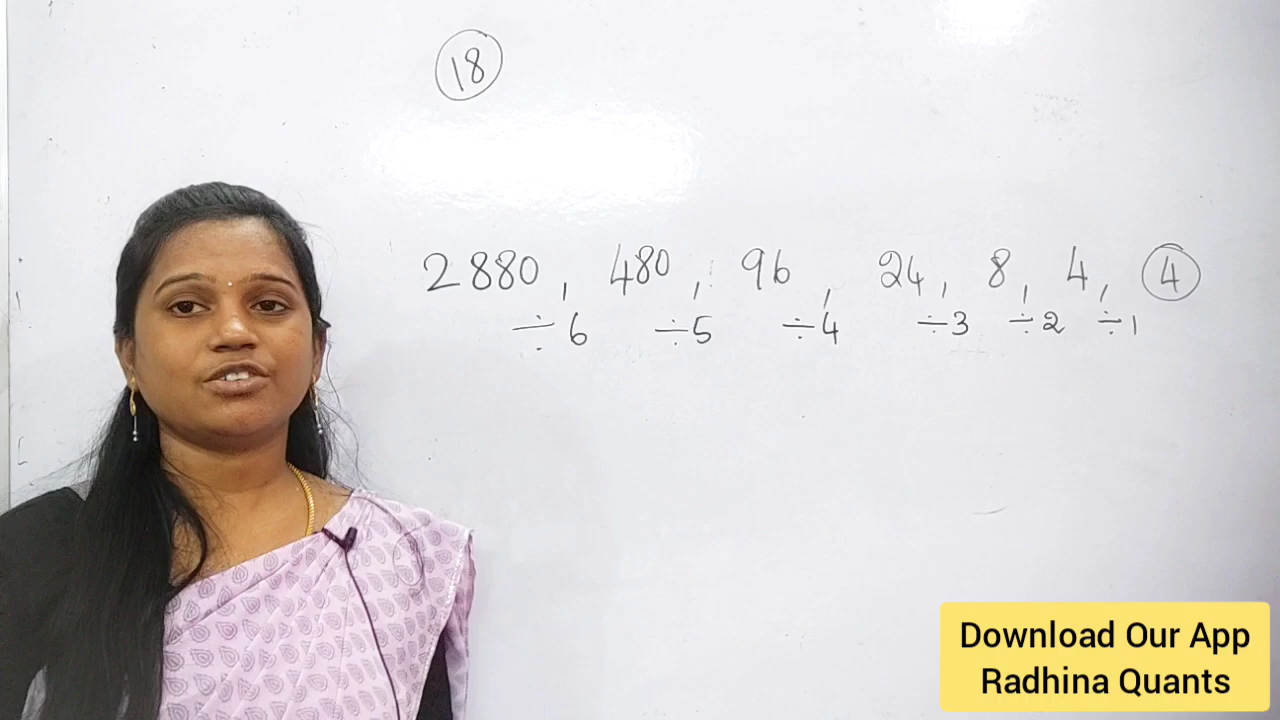 18
2880 , 480 , 96 , 24 , 8 , 4 , 4
÷6 ÷5 ÷4 ÷3 ÷2 ÷1
Download Our App
Radhina Quants